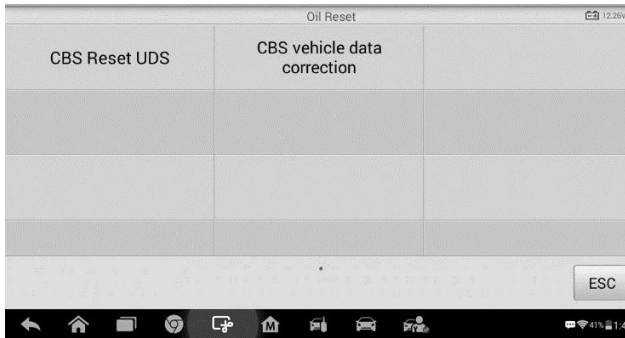 Oil Reset
12.26V
CBS Reset UDS
CBS vehicle data
correction
ESC
M
41%